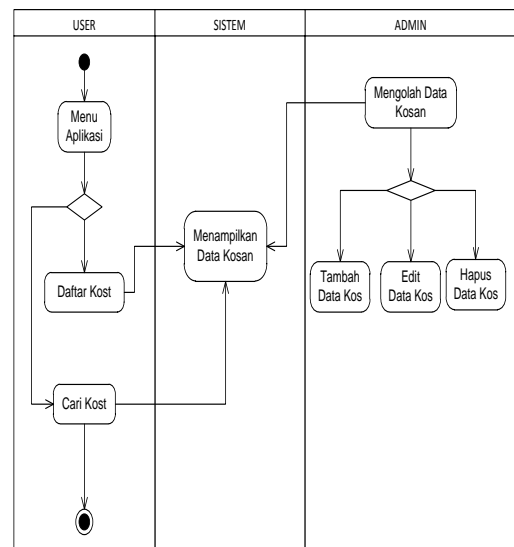 USER
SISTEM
ADMIN
Menu
Aplikasi
Daftar Kost
Cari Kost
Menampilkan
Data Kosan
Mengolah Data
Kosan
Tambah
Data Kos
Edit
Data Kos
Hapus
Data Kos